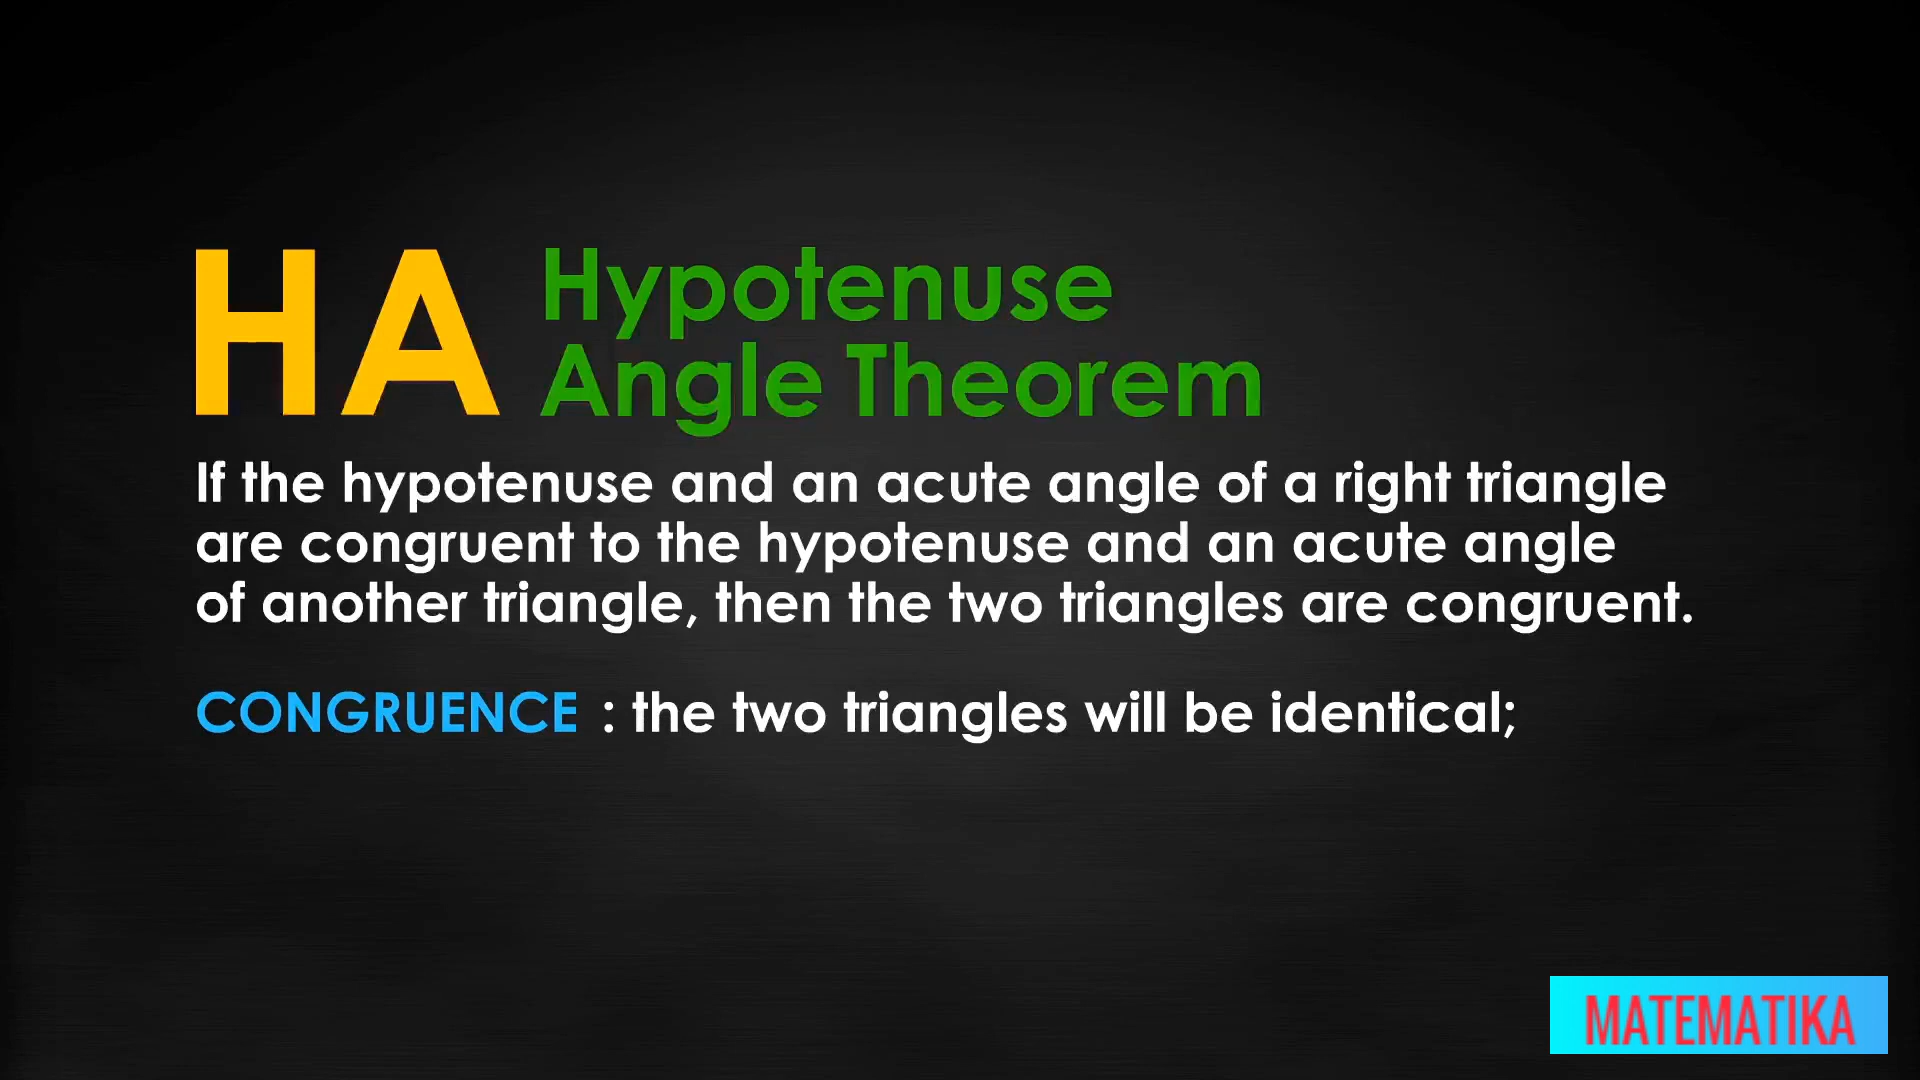 HA Hypotenuse
Angle Theorem
If the hypotenuse and an acute angle of a right triangle
are congruent to the hypotenuse and an acute angle
of another triangle, then the two triangles are congruent.
CONGRUENCE : the two triangles will be identical;
MATEMATIKA